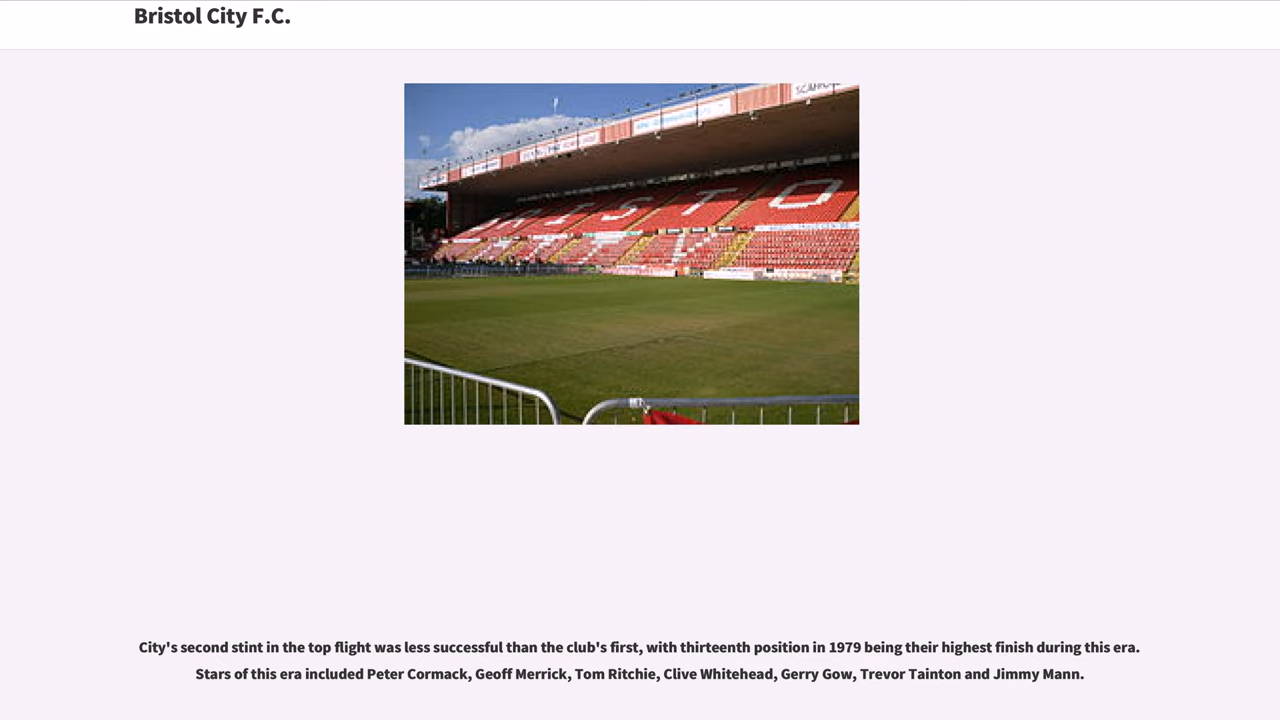 Bristol City F.C.
City's second stint in the top flight was less successful than the club's first, with thirteenth position in 1979 being their highest finish during this era.
Stars of this era included Peter Cormack, Geoff Merrick, Tom Ritchie, Clive Whitehead, Gerry Gow, Trevor Tainton and Jimmy Mann.